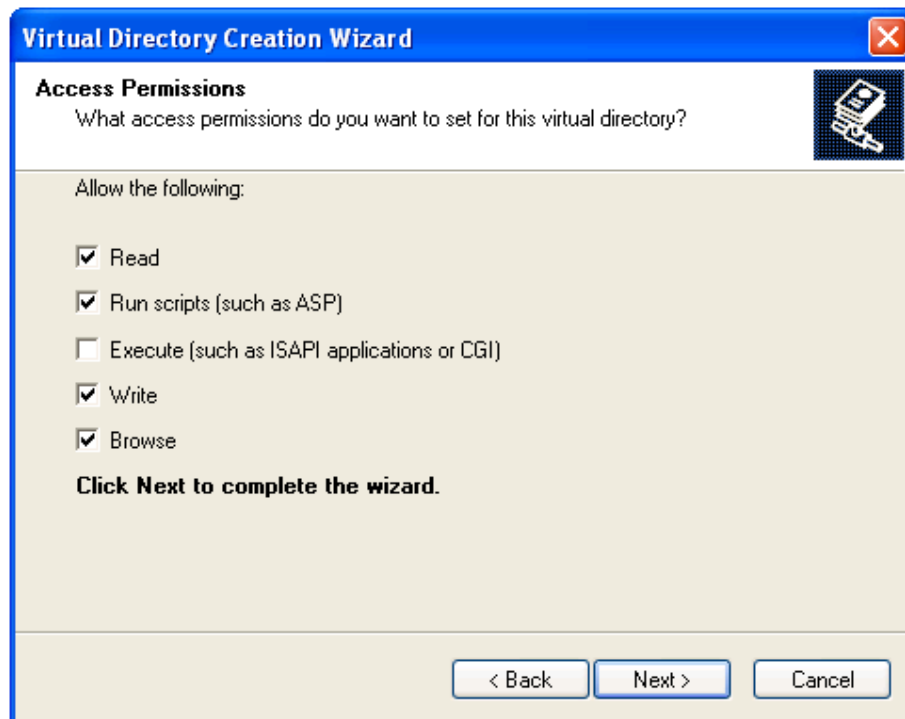 Virtual Directory Creation Wizard
Access Permissions
What access permissions do you want to set for this virtual directory?
Allow the following:
Read
Run scripts (such as ASP)
Execute (such as ISAPI applications or CGI)
Write
Browse
Click Next to complete the wizard.
< Back Next > Cancel